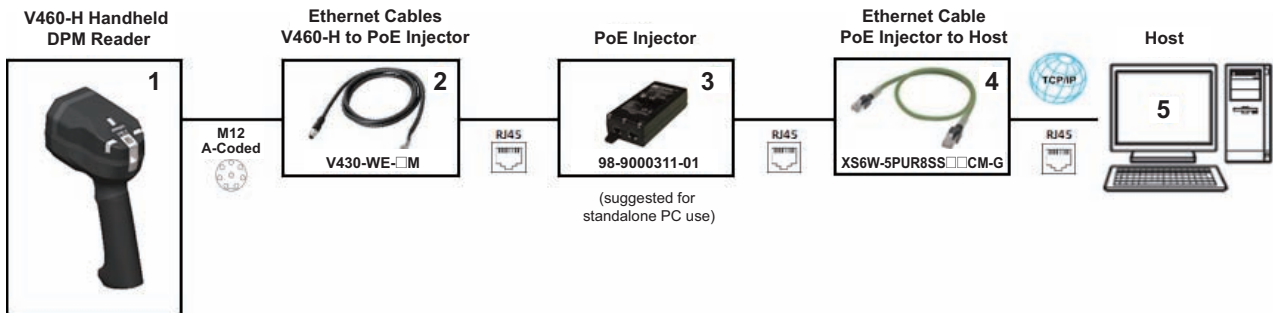 V460-H Handheld
DPM Reader
Ethernet Cables
V460-H to PoE Injector
PoE Injector
Ethernet Cable
PoE Injector to Host
Host
1
2
3
4
5
M12
A-Coded
RJ45
RJ45
TCP/IP
RJ45
V430-WE-□M
98-9000311-01
XS6W-5PUR8SS□□CM-G
(suggested for
standalone PC use)